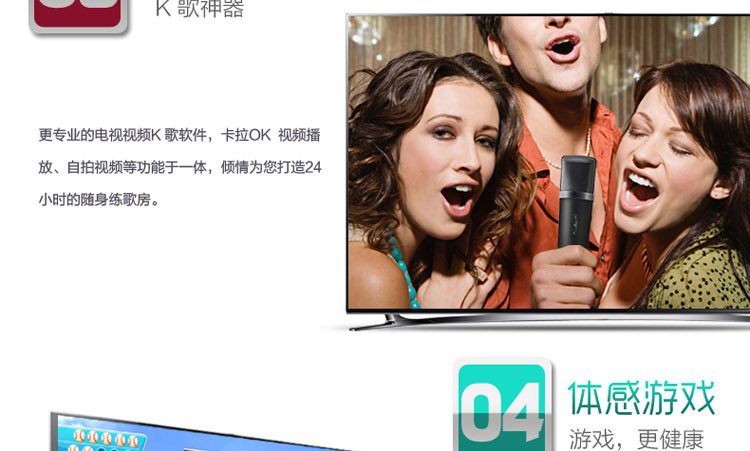 K 歌神器
更专业的电视视频K 歌软件，卡拉OK 视频播
放、自拍视频等功能于一体，倾情为您打造24
小时的随身练歌房。
04
体感游戏
游戏，更健康